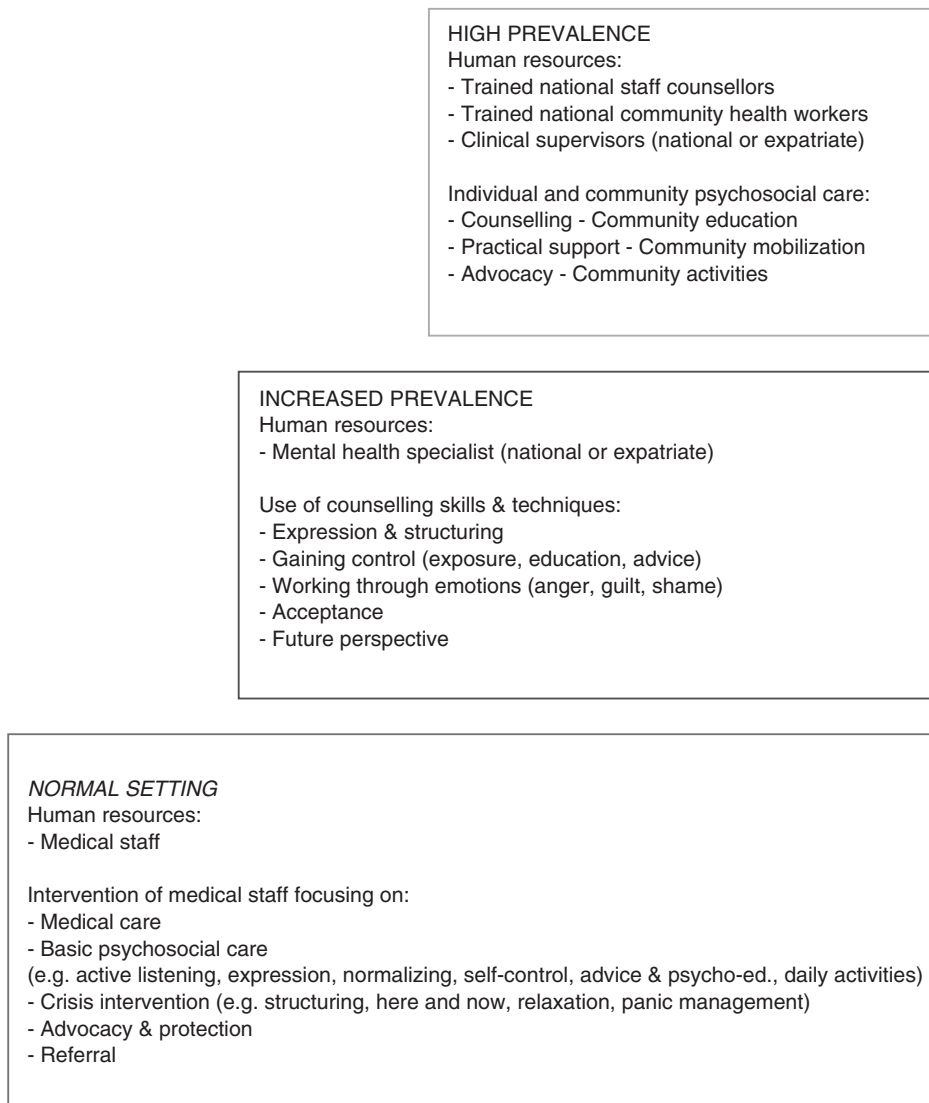 HIGH PREVALENCE
Human resources:
- Trained national staff counsellors
- Trained national community health workers
- Clinical supervisors (national or expatriate)
Individual and community psychosocial care:
- Counselling - Community education
- Practical support - Community mobilization
- Advocacy - Community activities
INCREASED PREVALENCE
Human resources:
- Mental health specialist (national or expatriate)
Use of counselling skills & techniques:
- Expression & structuring
- Gaining control (exposure, education, advice)
- Working through emotions (anger, guilt, shame)
- Acceptance
- Future perspective
NORMAL SETTING
Human resources:
- Medical staff
Intervention of medical staff focusing on:
- Medical care
- Basic psychosocial care
(e.g. active listening, expression, normalizing, self-control, advice & psycho-ed., daily activities)
- Crisis intervention (e.g. structuring, here and now, relaxation, panic management)
- Advocacy & protection
- Referral